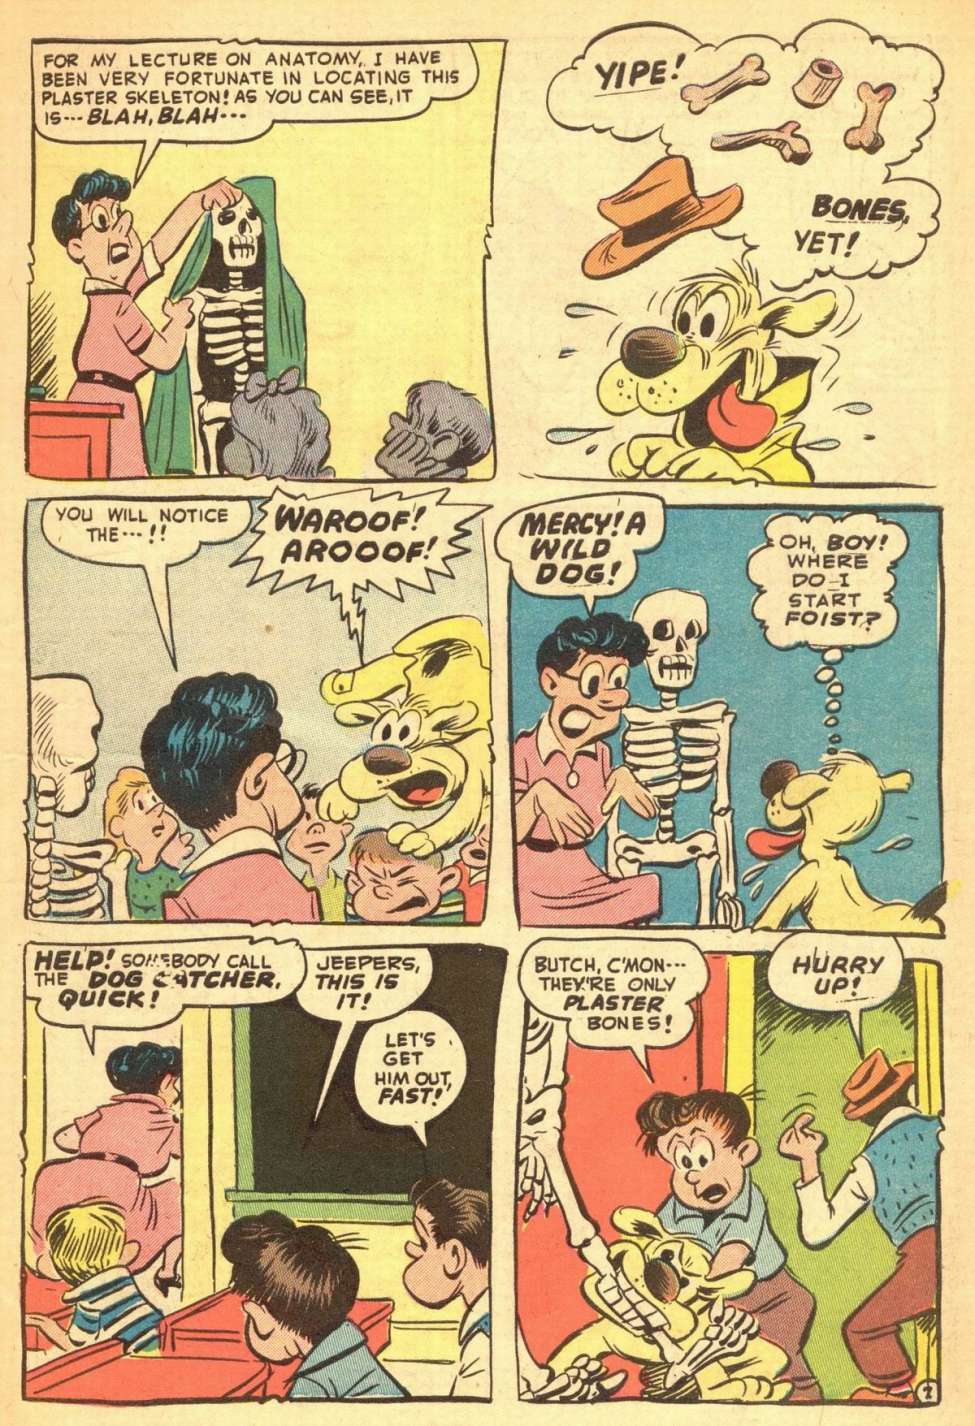 FOR MY LECTURE ON ANATOMY, I HAVE
BEEN VERY FORTUNATE IN LOCATING THIS
PLASTER SKELETON! AS YOU CAN SEE, IT
IS--- BLAH, BLAH---
YIPE!
BONES,
YET!
YOU WILL NOTICE
THE---!!
WAROOF!
AROOOF!
MERCY! A
WILD
DOG!
OH, BOY!
WHERE
DO I
START
FOIST?
HELP! SOMEBODY CALL
THE DOG CATCHER,
QUICK!
JEEPERS,
THIS IS
IT!
LET'S
GET
HIM OUT,
FAST!
BUTCH, C'MON---
THEY'RE ONLY
PLASTER
BONES!
HURRY
UP!
7